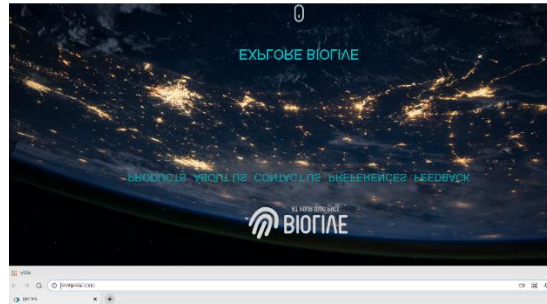 BIOLIVE
PRODUCTS ABOUT US CONTACT US PREFERENCES FEEDBACK
EXPLORE BIOLIVE